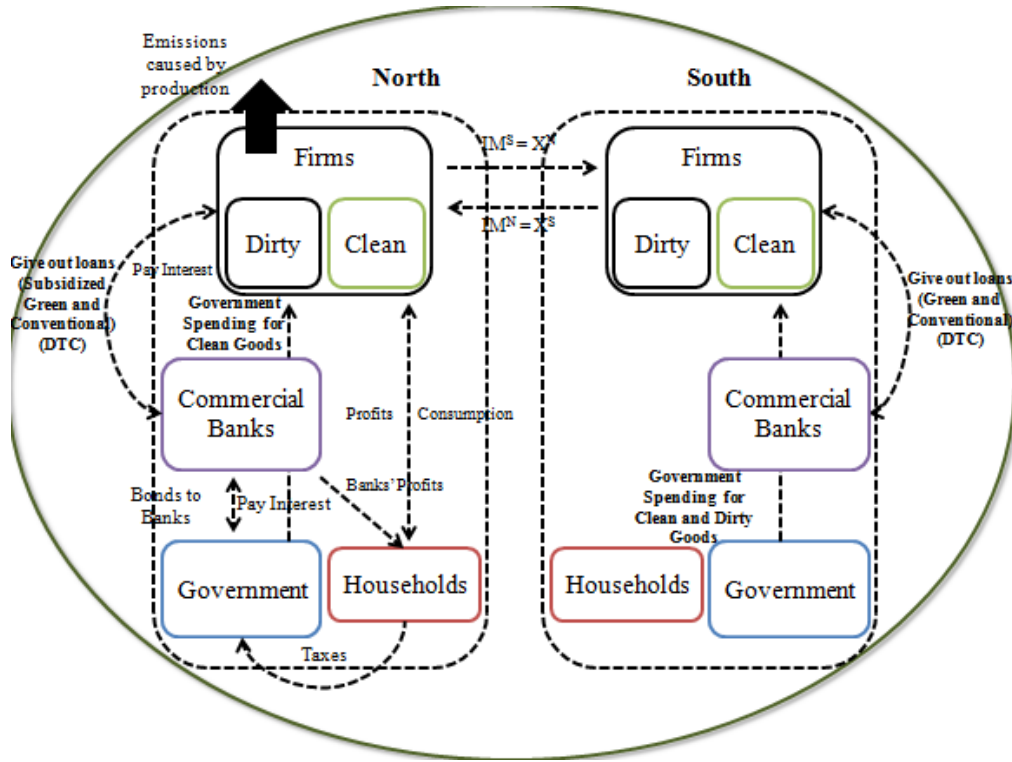 Emissions
caused by
production
North
South
Firms
IMᔆ = Xᴺ
Firms
IMᴺ = Xᔆ
Dirty
Clean
Dirty
Clean
Give out loans
(Subsidized
Green and
Conventional)
(DTC)
Pay Interest
Give out loans
(Green and
Conventional)
(DTC)
Government
Spending for
Clean Goods
Commercial
Banks
Commercial
Banks
Profits
Consumption
Bonds to
Banks
Pay Interest
Banks'Profits
Government
Spending for
Clean and Dirty
Goods
Government
Households
Households
Government
Taxes